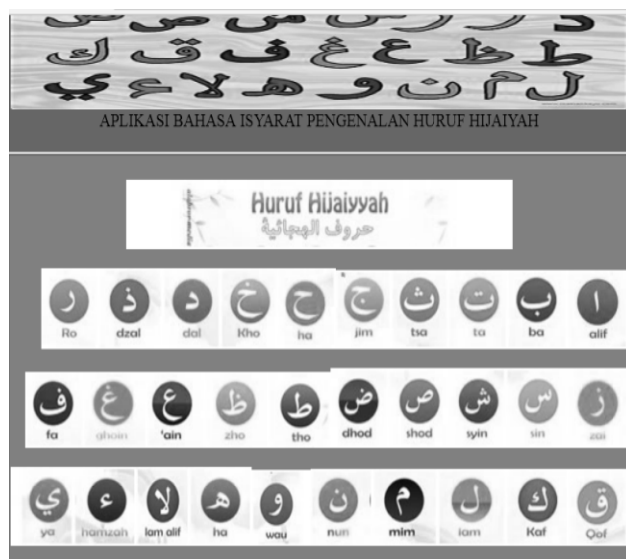 ط ظ ع غ ف ق ك
ل م ن و ه لا ء ي
APLIKASI BAHASA ISYARAT PENGENALAN HURUF HIJAIYAH
Huruf Hijaiyyah
حروف الهجائية
ا ب ت ث ج ح خ د ذ ر
Ro dzal dal Kho ha jim tsa ta ba alif
ز س ش ص ض ط ظ ع غ ف
fa ghoin 'ain zho tho dhod shod syin sin zai
ق ك ل م ن و ه لا ء ي
ya hamzah lam alif ha wau nun mim lam Kaf Qof